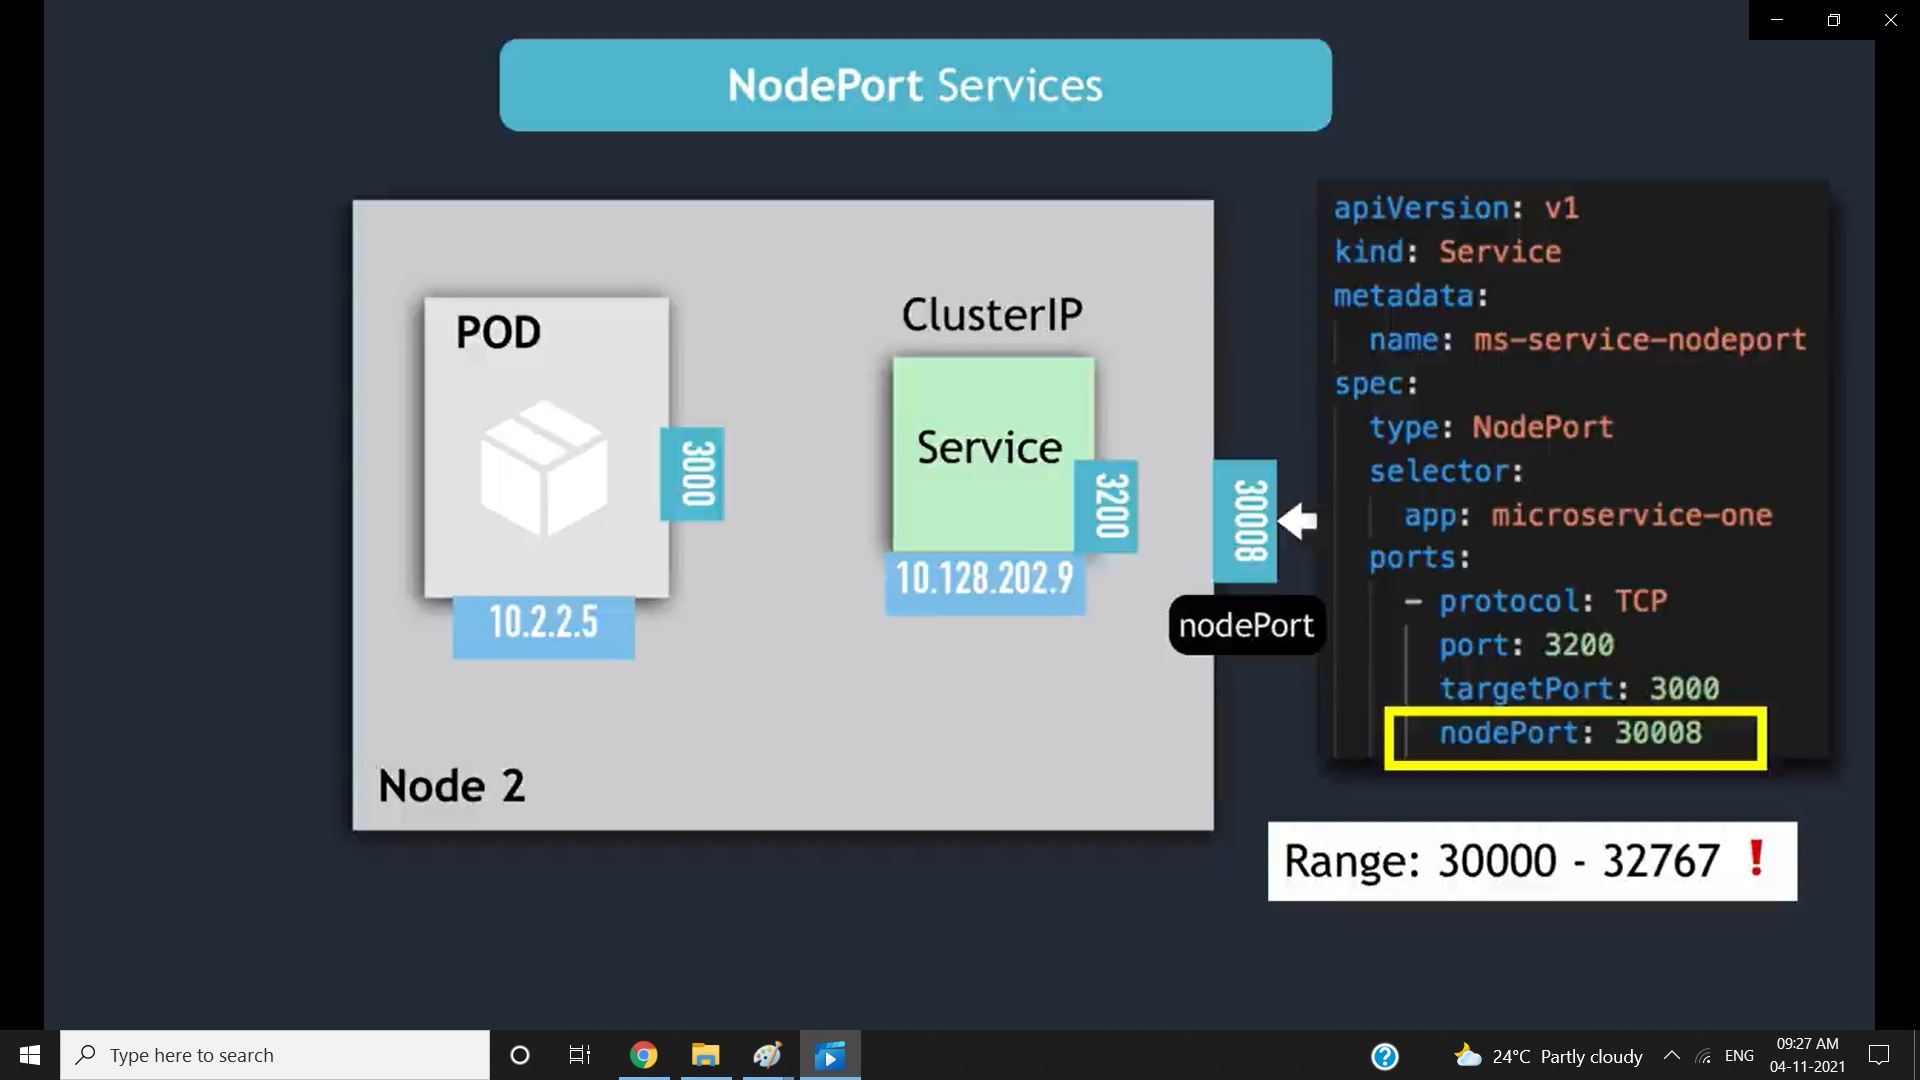 NodePort Services
POD
3000
10.2.2.5
ClusterIP
Service
3200
10.128.202.9
30008
nodePort
Node 2
apiVersion: v1
kind: Service
metadata:
name: ms-service-nodeport
spec:
type: NodePort
selector:
app: microservice-one
ports:
- protocol: TCP
port: 3200
targetPort: 3000
nodePort: 30008
Range: 30000 - 32767 !
Type here to search
24°C Partly cloudy
ENG
09:27 AM
04-11-2021